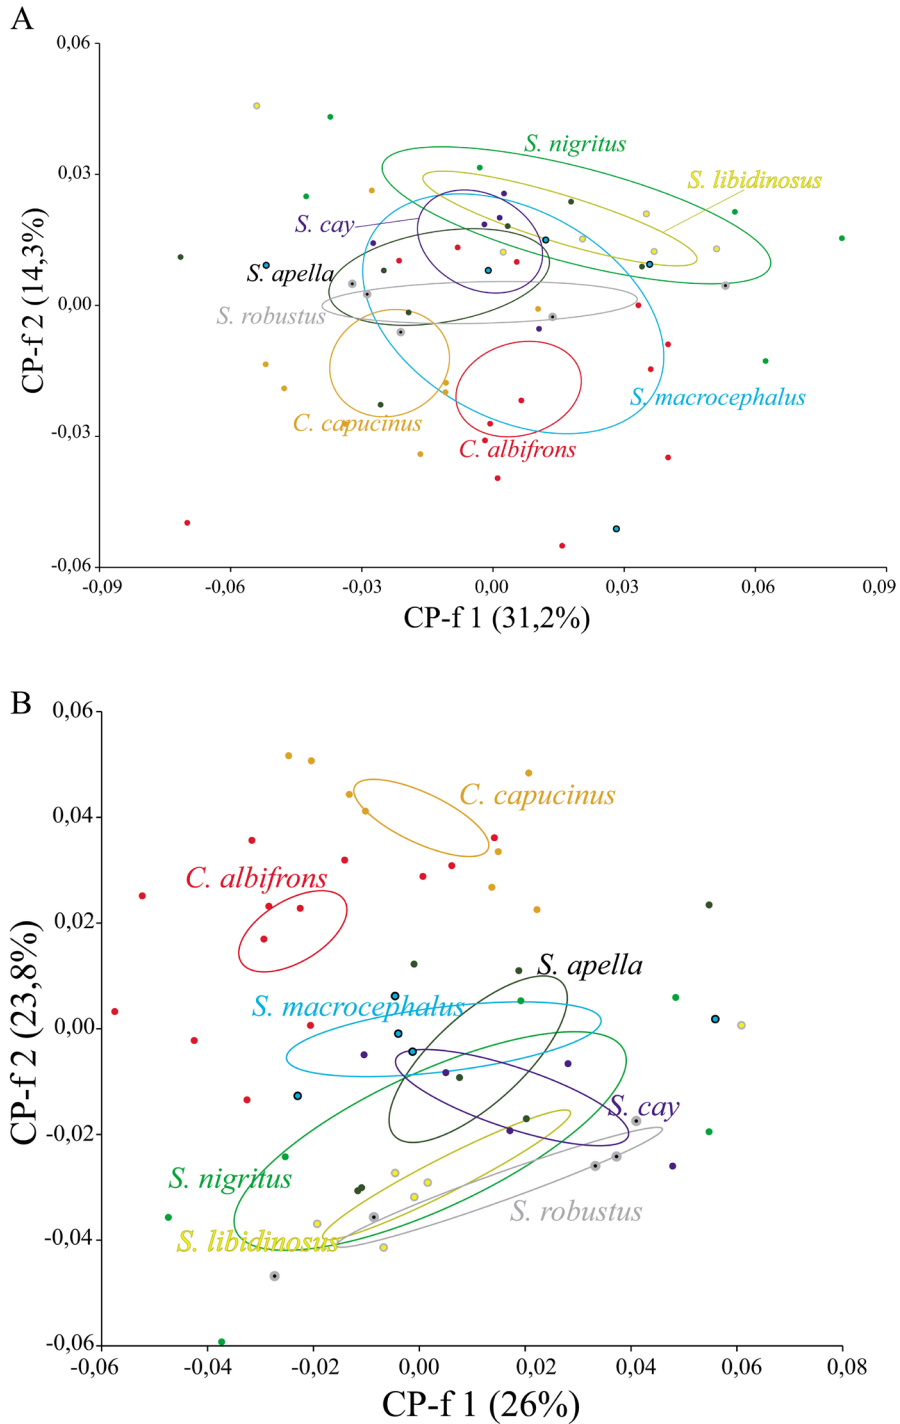 A
0,06
S. nigritus
0,03
S. libidinosus
S. cay
S. apella
0,00
S. robustus
S. macrocephalus
C. capucinus
-0,03
C. albifrons
-0,06
-0,09 -0,06 -0,03 0,00 0,03 0,06 0,09
CP-f 1 (31,2%)
CP-f 2 (14,3%)
B
0,06
C. capucinus
0,04
C. albifrons
0,02
S. apella
S. macrocephalus
0,00
S. cay
-0,02
S. nigritus
S. robustus
S. libidinosus
-0,04
-0,06
-0,06 -0,04 -0,02 0,00 0,02 0,04 0,06 0,08
CP-f 1 (26%)
CP-f 2 (23,8%)